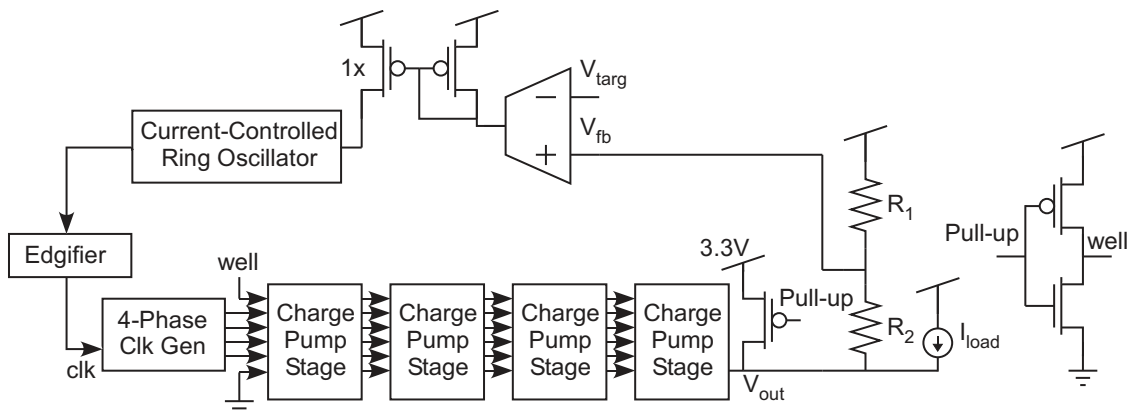 1x
V_targ
V_fb
Current-Controlled
Ring Oscillator
R_1
Edgifier
Pull-up
well
well
3.3V
4-Phase
Clk Gen
clk
Charge
Pump
Stage
Charge
Pump
Stage
Charge
Pump
Stage
Charge
Pump
Stage
Pull-up
V_out
R_2
I_load